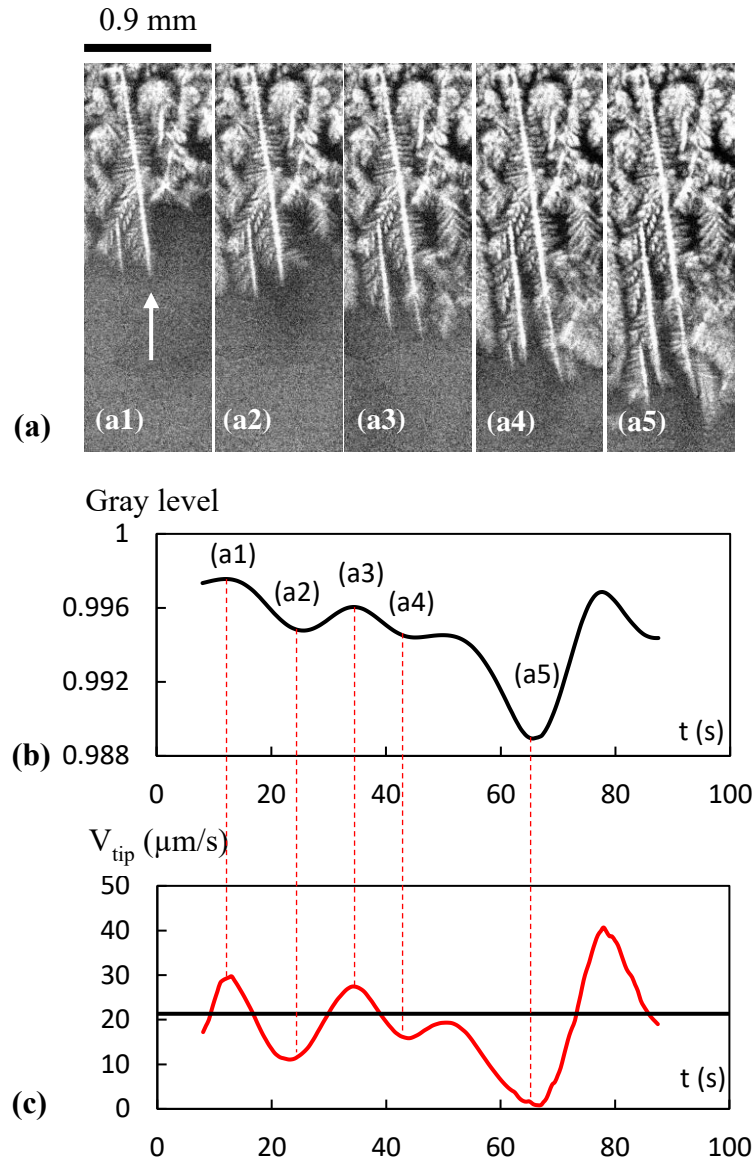 0.9 mm
(a)
(a1) (a2) (a3) (a4) (a5)
Gray level
1
0.996
0.992
0.988
(a1)
(a2)
(a3)
(a4)
(a5)
t (s)
(b)
0 20 40 60 80 100
V_tip (µm/s)
50
40
30
20
10
0
t (s)
(c)
0 20 40 60 80 100